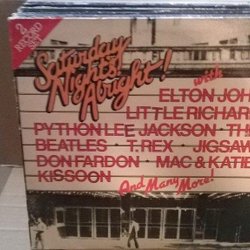 2
RECORD
SET
Saturday
Night's
Alright!
with
ELTON JOH
LITTLE RICHAR
PYTHON LEE JACKSON · TH
BEATLES · T. REX · JIGSAW
DON FARDON · MAC & KATIE
KISSOON
And Many More!